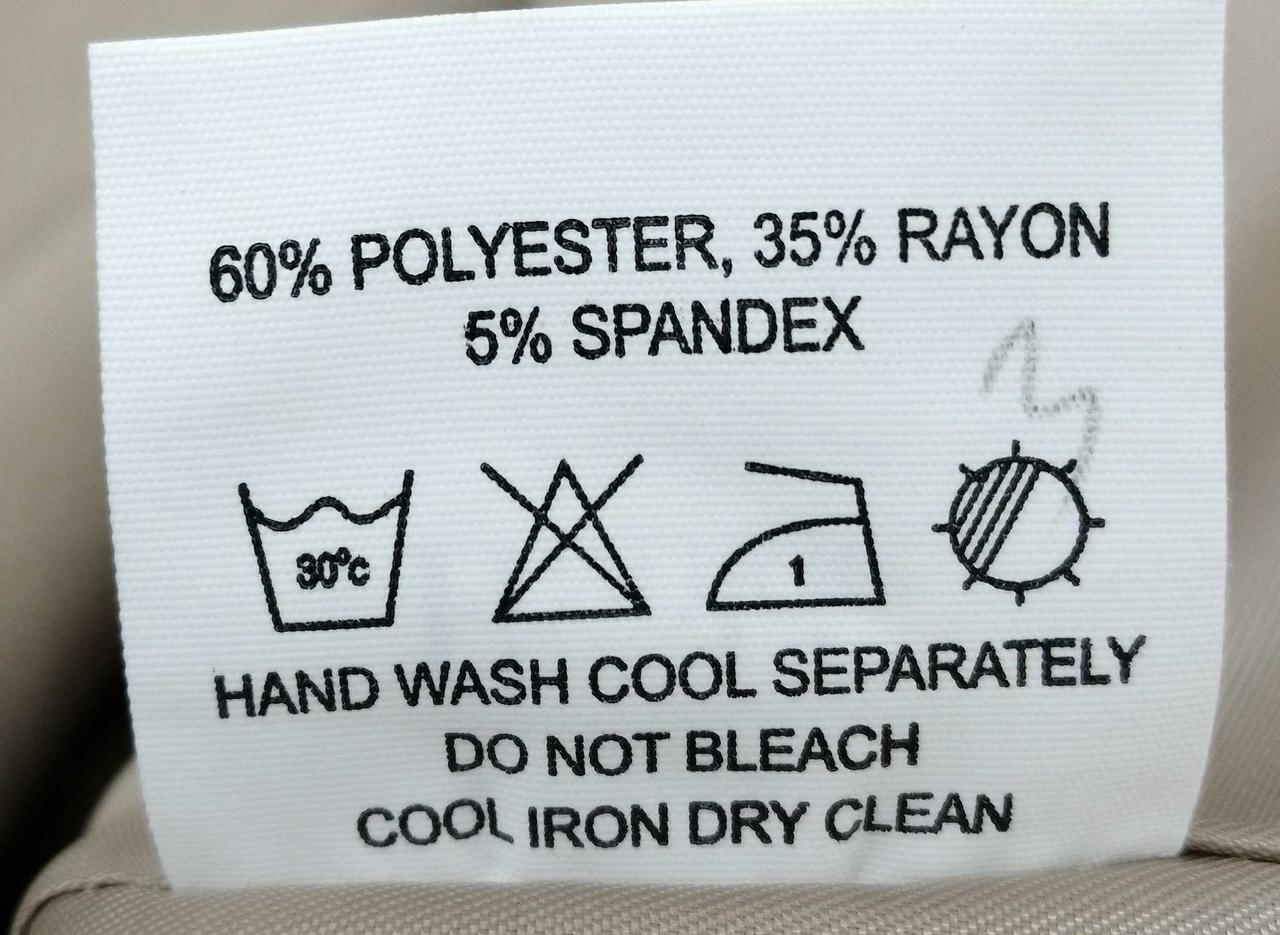 60% POLYESTER, 35% RAYON
5% SPANDEX
3
30°c
1
HAND WASH COOL SEPARATELY
DO NOT BLEACH
COOL IRON DRY CLEAN